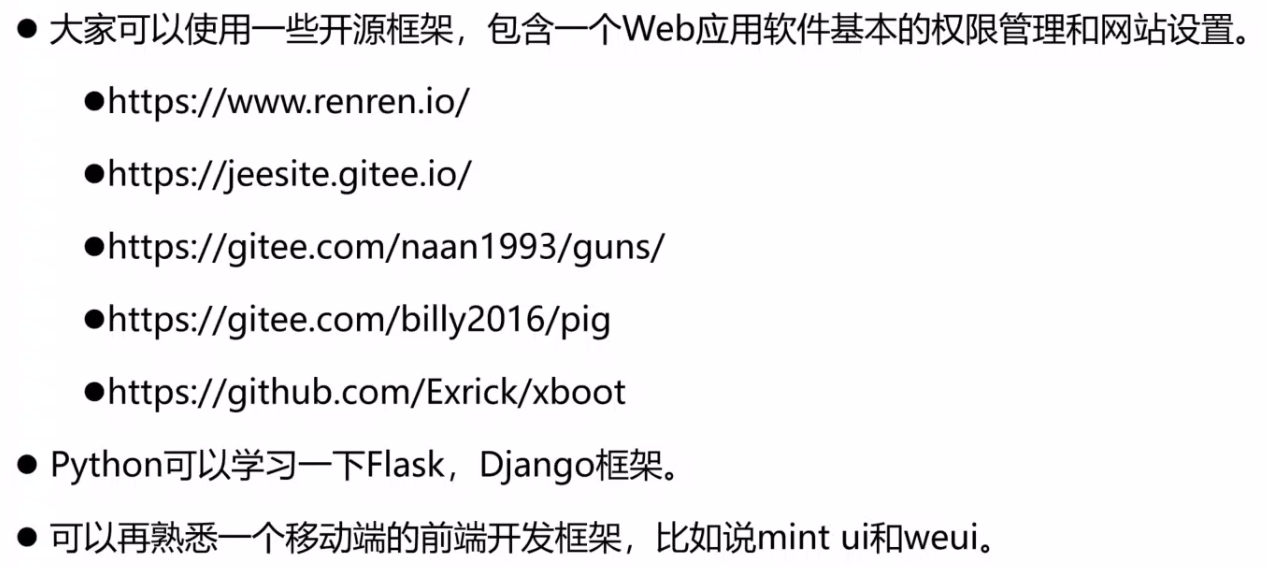 ● 大家可以使用一些开源框架，包含一个Web应用软件基本的权限管理和网站设置。
●https://www.renren.io/
●https://jeesite.gitee.io/
●https://gitee.com/naan1993/guns/
●https://gitee.com/billy2016/pig
●https://github.com/Exrick/xboot
● Python可以学习一下Flask，Django框架。
● 可以再熟悉一个移动端的前端开发框架，比如说mint ui和weui。